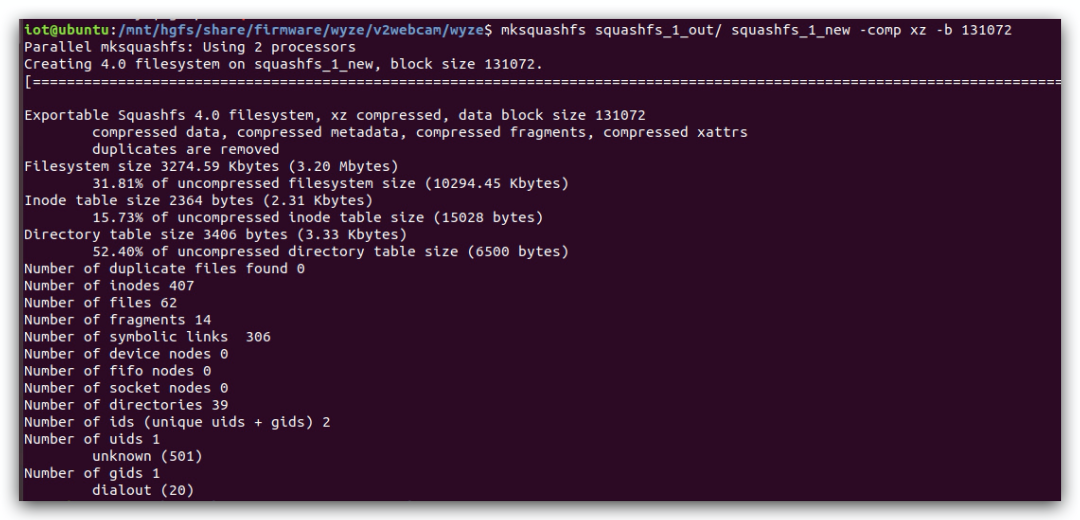 iot@ubuntu:/mnt/hgfs/share/firmware/wyze/v2webcam/wyze$ mksquashfs squashfs_1_out/ squashfs_1_new -comp xz -b 131072
Parallel mksquashfs: Using 2 processors
Creating 4.0 filesystem on squashfs_1_new, block size 131072.
[=============================================================================================================================
Exportable Squashfs 4.0 filesystem, xz compressed, data block size 131072
        compressed data, compressed metadata, compressed fragments, compressed xattrs
        duplicates are removed
Filesystem size 3274.59 Kbytes (3.20 Mbytes)
        31.81% of uncompressed filesystem size (10294.45 Kbytes)
Inode table size 2364 bytes (2.31 Kbytes)
        15.73% of uncompressed inode table size (15028 bytes)
Directory table size 3406 bytes (3.33 Kbytes)
        52.40% of uncompressed directory table size (6500 bytes)
Number of duplicate files found 0
Number of inodes 407
Number of files 62
Number of fragments 14
Number of symbolic links  306
Number of device nodes 0
Number of fifo nodes 0
Number of socket nodes 0
Number of directories 39
Number of ids (unique uids + gids) 2
Number of uids 1
        unknown (501)
Number of gids 1
        dialout (20)